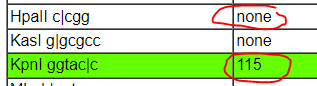 HpaII c|cgg none
KasI g|gcgcc none
KpnI ggtac|c 115